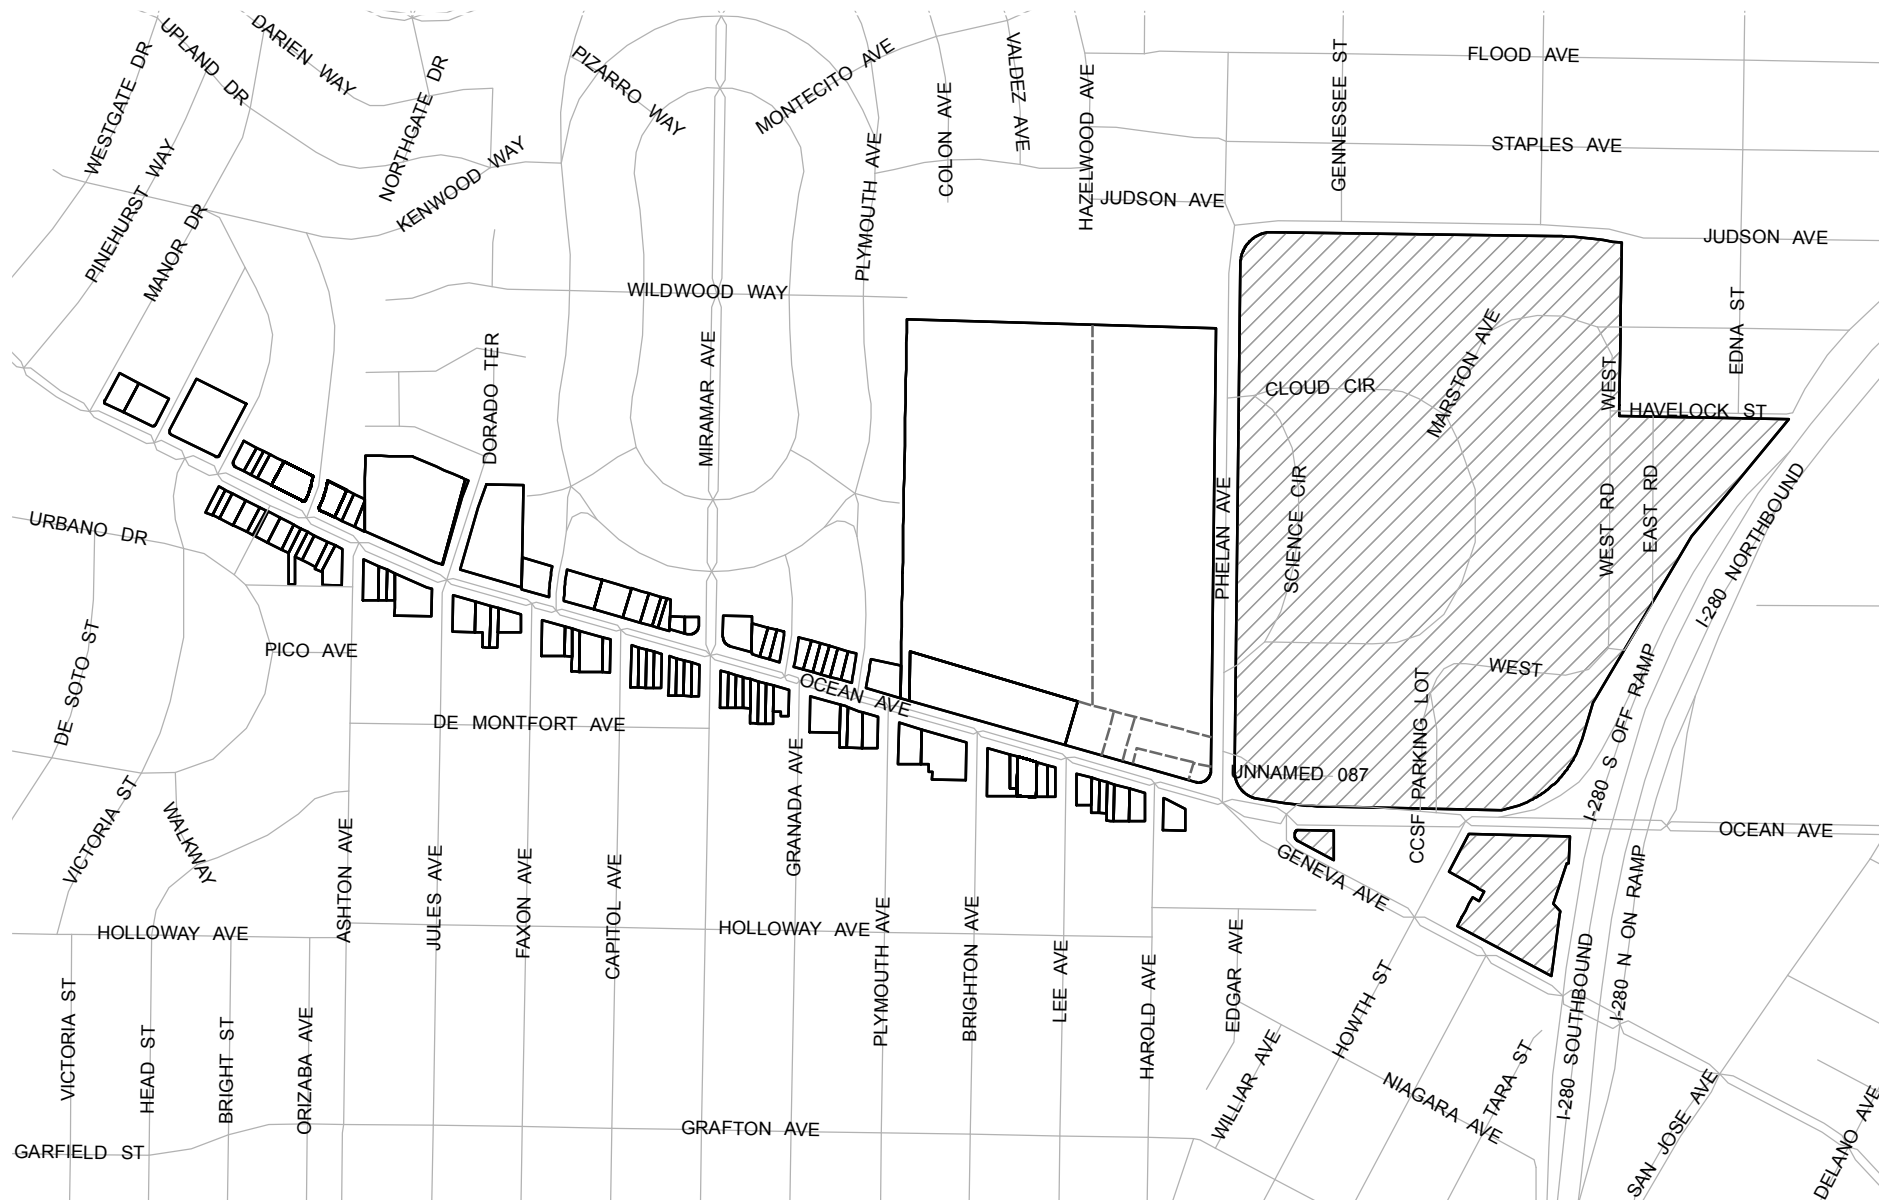 WESTGATE DR
UPLAND DR
DARIEN WAY
NORTHGATE DR
PIZARRO WAY
MONTECITO AVE
COLON AVE
VALDEZ AVE
HAZELWOOD AVE
GENNESSEE ST
FLOOD AVE
STAPLES AVE
PINEHURST WAY
MANOR DR
KENWOOD WAY
PLYMOUTH AVE
JUDSON AVE
JUDSON AVE
WILDWOOD WAY
MIRAMAR AVE
DORADO TER
EDNA ST
MARSTON AVE
CLOUD CIR
WEST
HAVELOCK ST
SCIENCE CIR
PHELAN AVE
WEST RD
EAST RD
I-280 NORTHBOUND
URBANO DR
DE SOTO ST
PICO AVE
OCEAN AVE
WEST
DE MONTFORT AVE
CCSF PARKING LOT
I-280 S OFF RAMP
UNNAMED 087
GRANADA AVE
VICTORIA ST
WALKWAY
OCEAN AVE
GENEVA AVE
ASHTON AVE
JULES AVE
FAXON AVE
CAPITOL AVE
HOLLOWAY AVE
HOLLOWAY AVE
PLYMOUTH AVE
BRIGHTON AVE
LEE AVE
HAROLD AVE
EDGAR AVE
HOWTH ST
I-280 SOUTHBOUND
I-280 N ON RAMP
VICTORIA ST
HEAD ST
BRIGHT ST
ORIZABA AVE
WILLIAR AVE
NIAGARA AVE
TARA ST
SAN JOSE AVE
DELANO AVE
GRAFTON AVE
GARFIELD ST